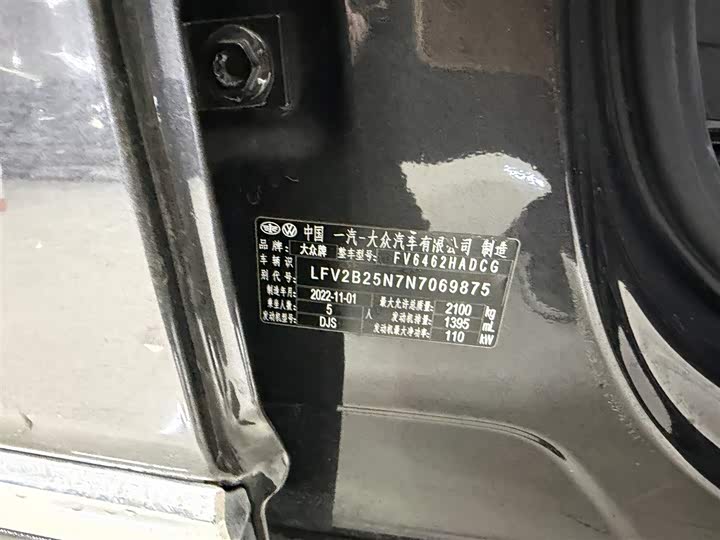 中国 一汽-大众汽车有限公司 制造
品牌: 大众牌 整车型号: FV6462HADCG
车辆识别代号: LFV2B25N7N7069875
制造年月: 2022-11-01 最大允许总质量: 2100 kg
乘坐人数: 5 人 发动机排量: 1395 mL
发动机型号: DJS 发动机最大净功率: 110 kW